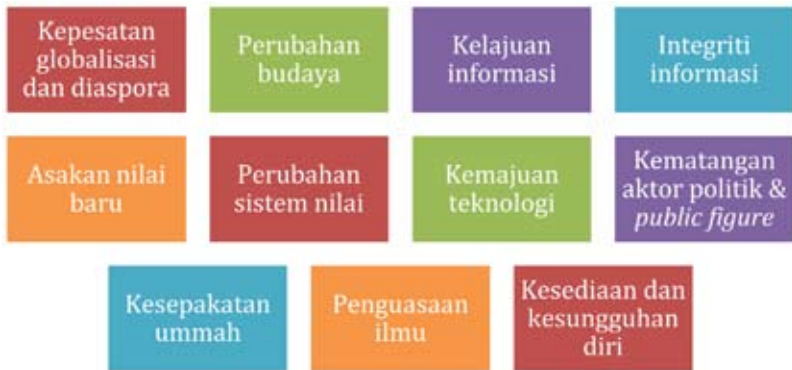 Kepesatan
globalisasi
dan diaspora
Perubahan
budaya
Kelajuan
informasi
Integriti
informasi
Asakan nilai
baru
Perubahan
sistem nilai
Kemajuan
teknologi
Kematangan
aktor politik &
public figure
Kesepakatan
ummah
Penguasaan
ilmu
Kesediaan dan
kesungguhan
diri